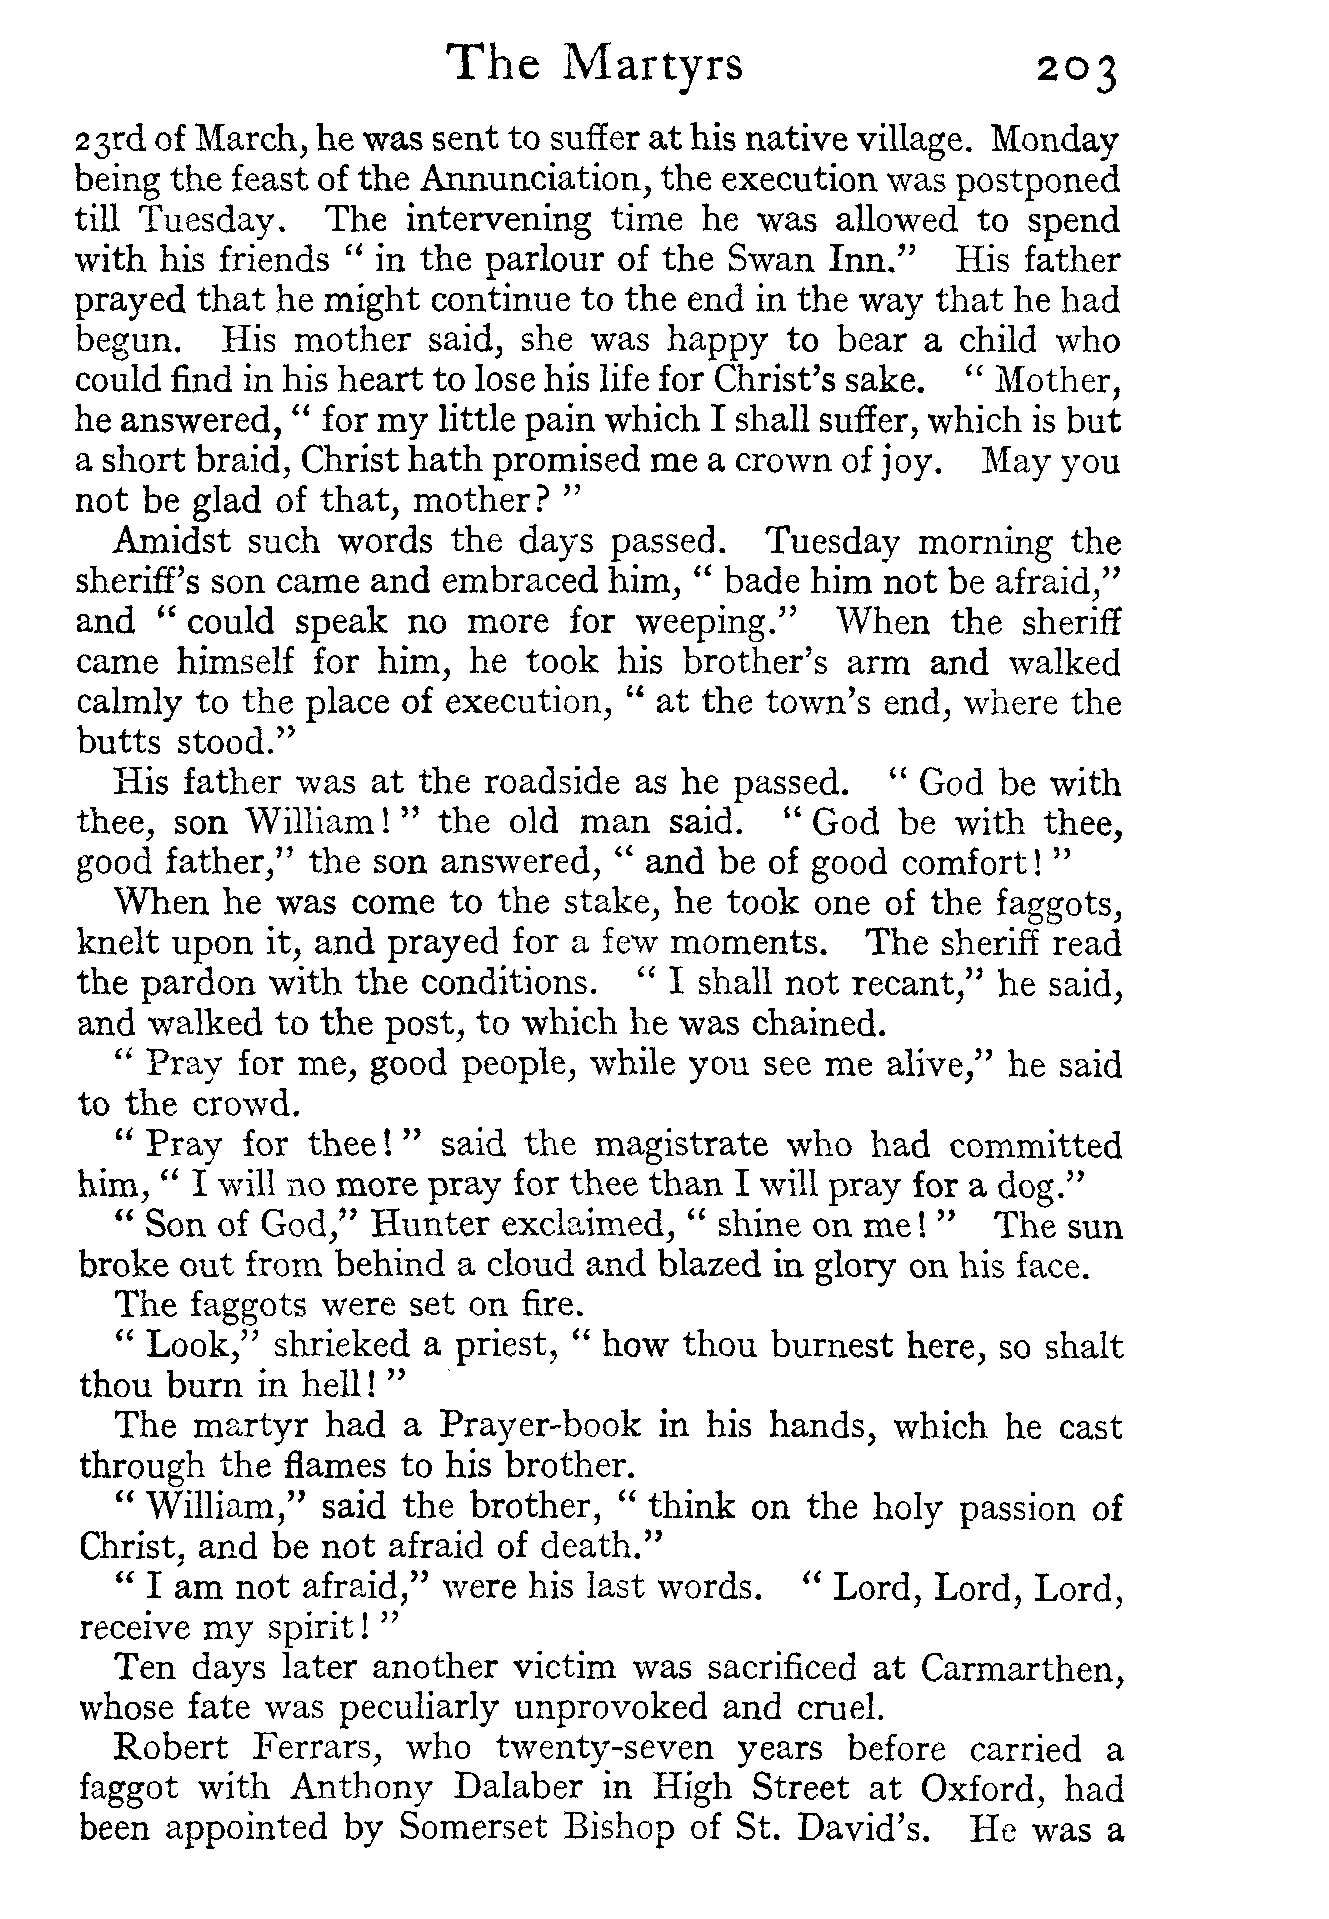 The Martyrs 203
23rd of March, he was sent to suffer at his native village. Monday
being the feast of the Annunciation, the execution was postponed
till Tuesday. The intervening time he was allowed to spend
with his friends “ in the parlour of the Swan Inn.” His father
prayed that he might continue to the end in the way that he had
begun. His mother said, she was happy to bear a child who
could find in his heart to lose his life for Christ’s sake. “ Mother,
he answered, “ for my little pain which I shall suffer, which is but
a short braid, Christ hath promised me a crown of joy. May you
not be glad of that, mother? ”
Amidst such words the days passed. Tuesday morning the
sheriff’s son came and embraced him, “ bade him not be afraid,”
and “ could speak no more for weeping.” When the sheriff
came himself for him, he took his brother’s arm and walked
calmly to the place of execution, “ at the town’s end, where the
butts stood.”
His father was at the roadside as he passed. “ God be with
thee, son William! ” the old man said. “ God be with thee,
good father,” the son answered, “ and be of good comfort! ”
When he was come to the stake, he took one of the faggots,
knelt upon it, and prayed for a few moments. The sheriff read
the pardon with the conditions. “ I shall not recant,” he said,
and walked to the post, to which he was chained.
“ Pray for me, good people, while you see me alive,” he said
to the crowd.
“ Pray for thee! ” said the magistrate who had committed
him, “ I will no more pray for thee than I will pray for a dog.”
“ Son of God,” Hunter exclaimed, “ shine on me! ” The sun
broke out from behind a cloud and blazed in glory on his face.
The faggots were set on fire.
“ Look,” shrieked a priest, “ how thou burnest here, so shalt
thou burn in hell! ”
The martyr had a Prayer-book in his hands, which he cast
through the flames to his brother.
“ William,” said the brother, “ think on the holy passion of
Christ, and be not afraid of death.”
“ I am not afraid,” were his last words. “ Lord, Lord, Lord,
receive my spirit! ”
Ten days later another victim was sacrificed at Carmarthen,
whose fate was peculiarly unprovoked and cruel.
Robert Ferrars, who twenty-seven years before carried a
faggot with Anthony Dalaber in High Street at Oxford, had
been appointed by Somerset Bishop of St. David’s. He was a